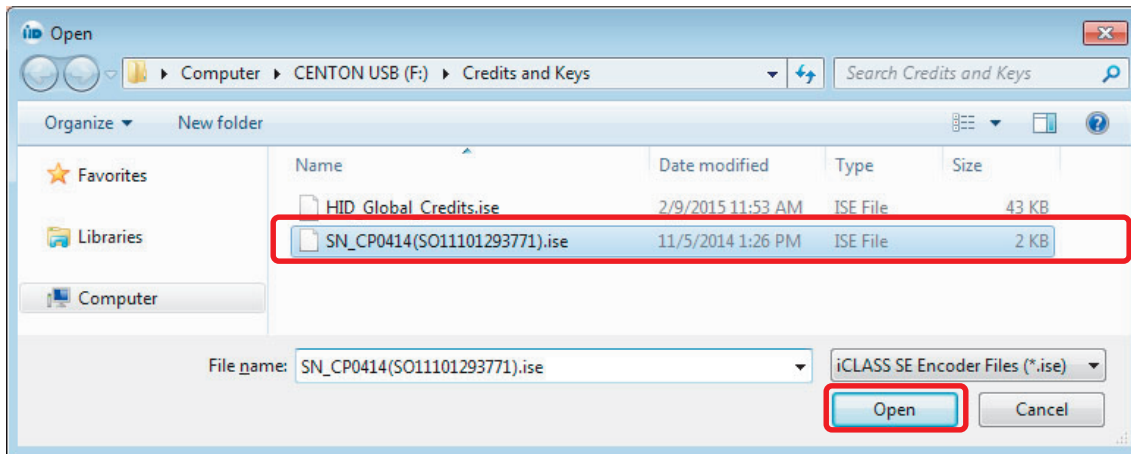 iID Open
Computer CENTON USB (F:) Credits and Keys Search Credits and Keys
Organize New folder
Name Date modified Type Size
Favorites
HID_Global_Credits.ise 2/9/2015 11:53 AM ISE File 43 KB
Libraries SN_CP0414(SO11101293771).ise 11/5/2014 1:26 PM ISE File 2 KB
Computer
File name: SN_CP0414(SO11101293771).ise iCLASS SE Encoder Files (*.ise)
Open Cancel